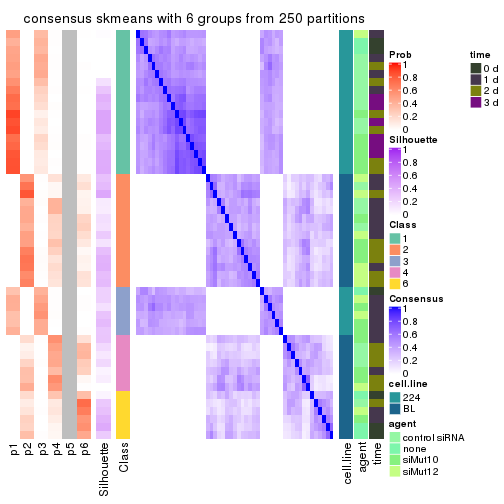 consensus skmeans with 6 groups from 250 partitions
p1
p2
p3
p4
p5
p6
Silhouette
Class
cell.line
agent
time
Prob
1
0.8
0.6
0.4
0.2
0
Silhouette
1
0.8
0.6
0.4
0.2
0
Class
1
2
3
4
6
Consensus
1
0.8
0.6
0.4
0.2
0
cell.line
224
BL
agent
control siRNA
none
siMut10
siMut12
time
0 d
1 d
2 d
3 d